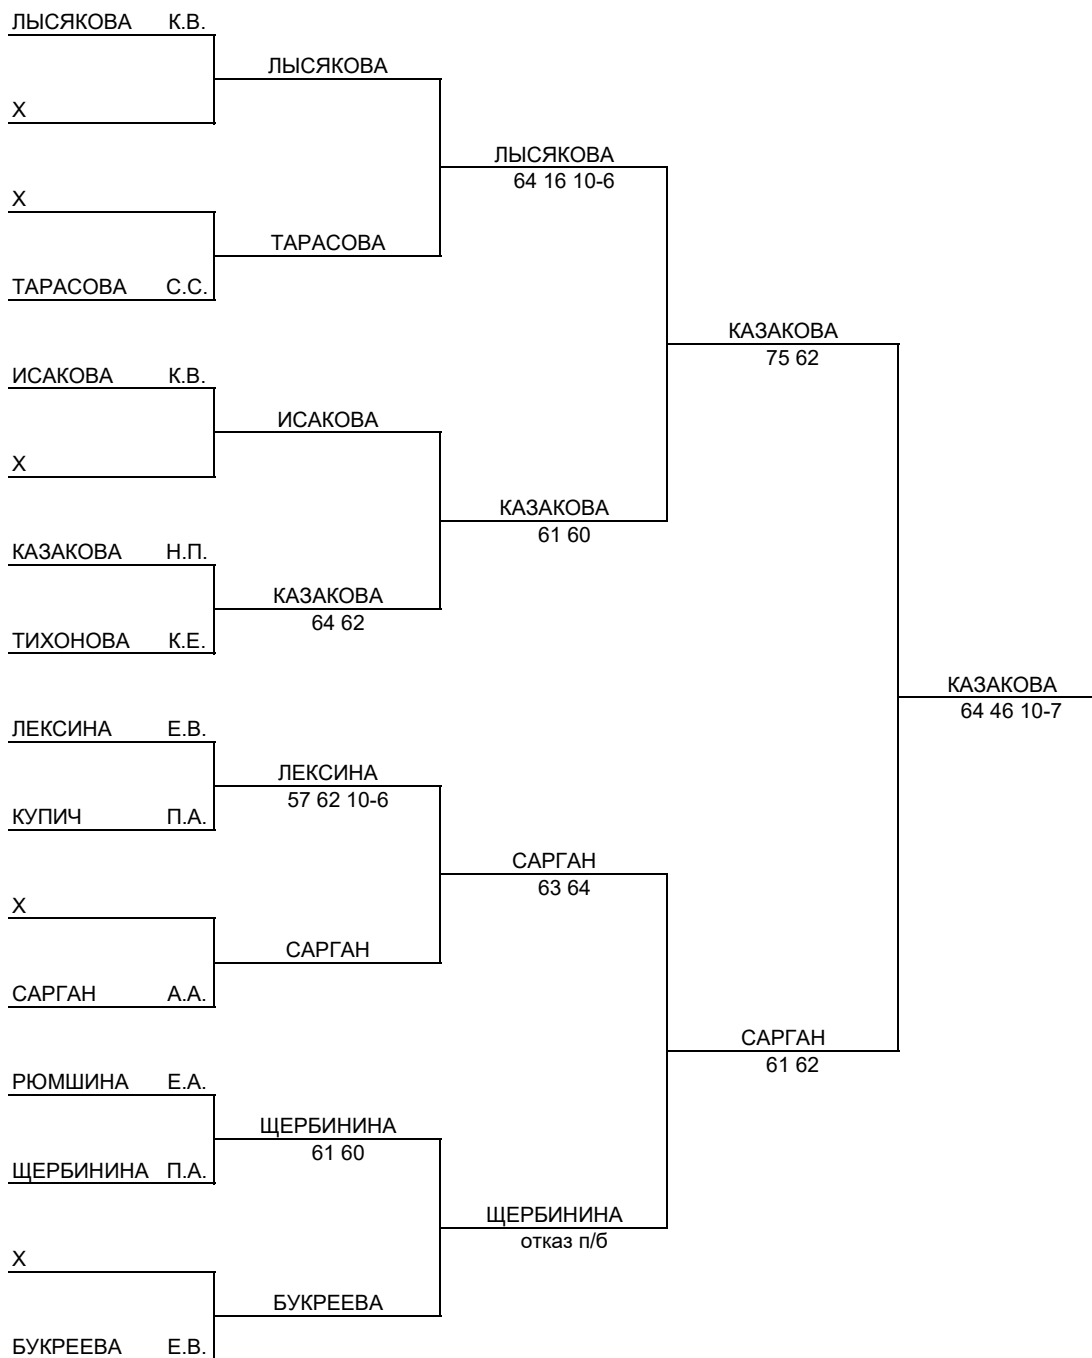 ЛЫСЯКОВА К.В.
ЛЫСЯКОВА
X
ЛЫСЯКОВА
64 16 10-6
X
ТАРАСОВА
ТАРАСОВА С.С.
КАЗАКОВА
75 62
ИСАКОВА К.В.
ИСАКОВА
X
КАЗАКОВА
61 60
КАЗАКОВА Н.П.
КАЗАКОВА
64 62
ТИХОНОВА К.Е.
КАЗАКОВА
64 46 10-7
ЛЕКСИНА Е.В.
ЛЕКСИНА
57 62 10-6
КУПИЧ П.А.
САРГАН
63 64
X
САРГАН
САРГАН А.А.
САРГАН
61 62
РЮМШИНА Е.А.
ЩЕРБИНИНА
61 60
ЩЕРБИНИНА П.А.
ЩЕРБИНИНА
отказ п/б
X
БУКРЕЕВА
БУКРЕЕВА Е.В.